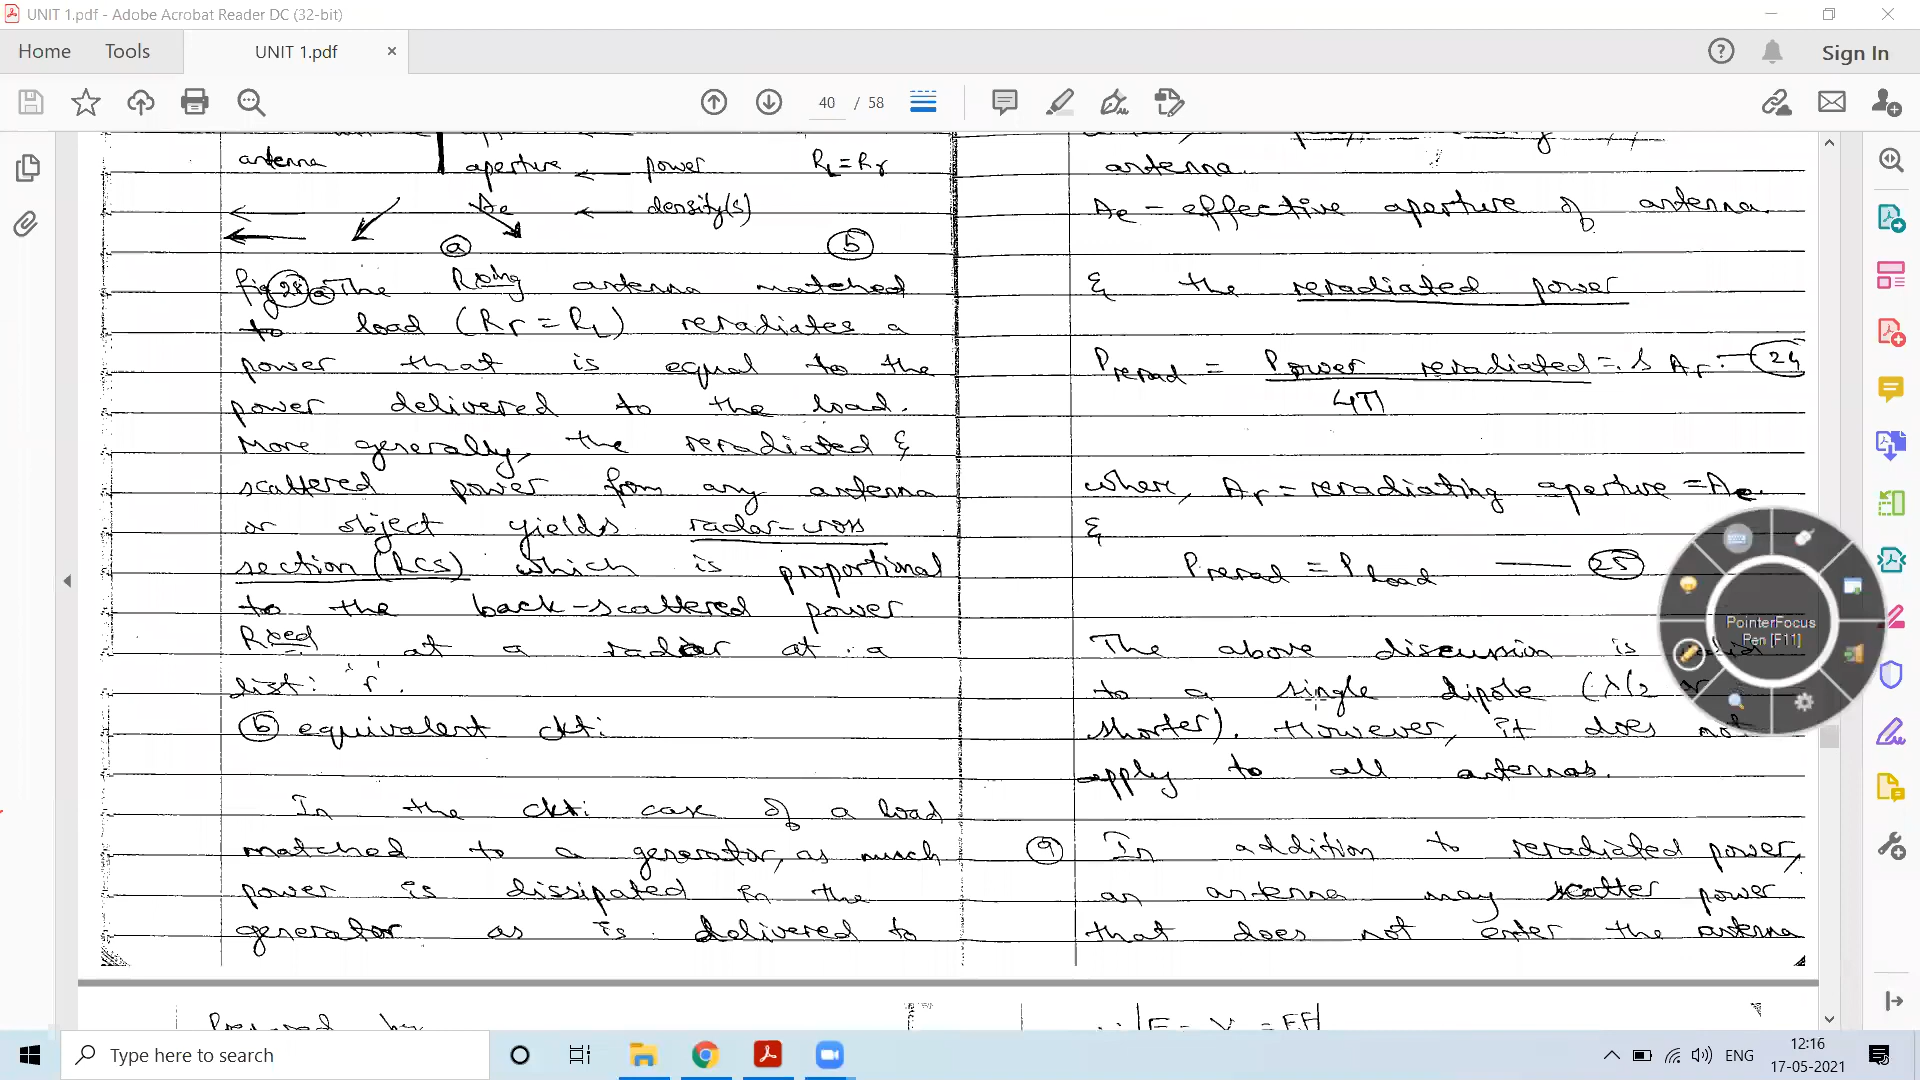 UNIT 1.pdf - Adobe Acrobat Reader DC (32-bit)
Home Tools UNIT 1.pdf × Sign In
40 / 58
antenna
aperture ← power RL = Rr
Ae ← density(s)
(a) (b)
fig 28 (a) The Rxing antenna matched
to load (Rr = RL) reradiates a
power that is equal to the
power delivered to the load.
More generally, the reradiated &
scattered power from any antenna
or object yields radar-cross
section (RCS) which is proportional
to the back-scattered power
Rxed at a radar at a
dist: 'r'.
(b) equivalent ckt:
In the ckt: case of a load
matched to a generator, as much
power is dissipated in the
generator as is delivered to
antenna.
Ae - effective aperture of antenna.
& the reradiated power
Prerad = Power reradiated = s Ar. — (24)
4π
where, Ar = reradiating aperture = Ae.
&
Prerad = Pload — (25)
The above discussion is
to a single dipole (λ/2 or
shorter). However, it does not
apply to all antennas.
(9) In addition to reradiated power,
an antenna may scatter power
that does not enter the antenna
PointerFocus
Pen [F11]
Type here to search
ENG
12:16
17-05-2021